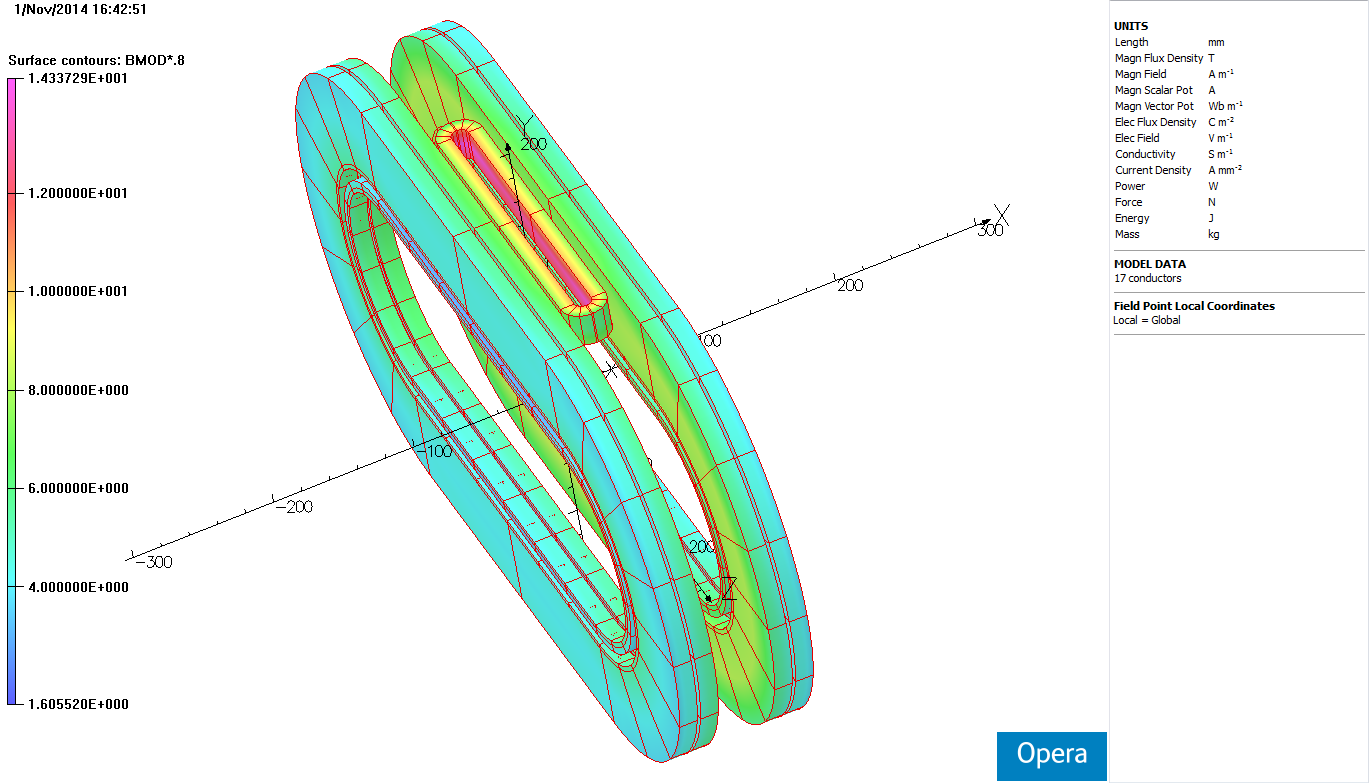 1/Nov/2014 16:42:51
Surface contours: BMOD*.8
1.433729E+001
1.200000E+001
1.000000E+001
8.000000E+000
6.000000E+000
4.000000E+000
1.605520E+000
Y
200
X
300
200
100
0
-100
-200
-300
200
Z
UNITS
Length mm
Magn Flux Density T
Magn Field A m⁻¹
Magn Scalar Pot A
Magn Vector Pot Wb m⁻¹
Elec Flux Density C m⁻²
Elec Field V m⁻¹
Conductivity S m⁻¹
Current Density A mm⁻²
Power W
Force N
Energy J
Mass kg
MODEL DATA
17 conductors
Field Point Local Coordinates
Local = Global
Opera